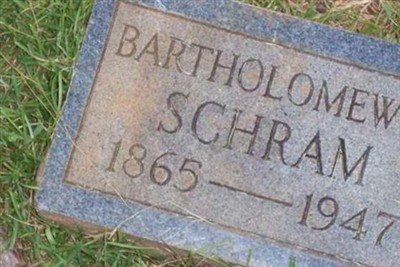 BARTHOLOMEW
SCHRAM
1865 — 1947